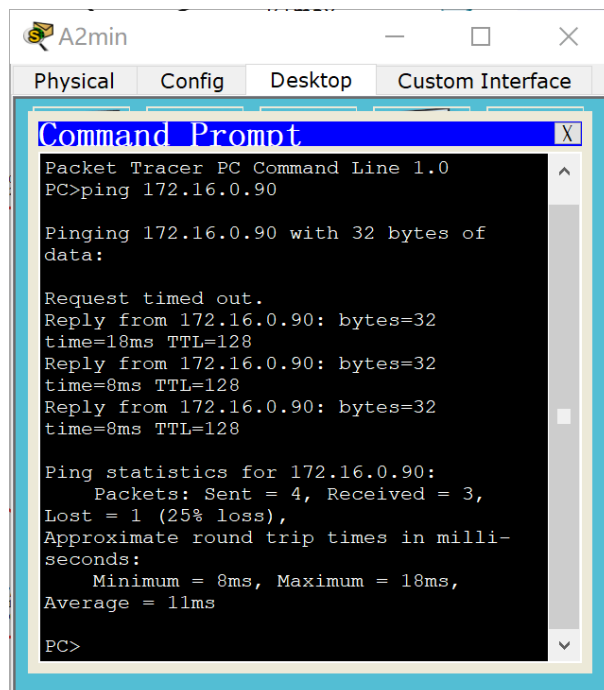 A2min
Physical Config Desktop Custom Interface
Command Prompt X
Packet Tracer PC Command Line 1.0
PC>ping 172.16.0.90
Pinging 172.16.0.90 with 32 bytes of
data:
Request timed out.
Reply from 172.16.0.90: bytes=32
time=18ms TTL=128
Reply from 172.16.0.90: bytes=32
time=8ms TTL=128
Reply from 172.16.0.90: bytes=32
time=8ms TTL=128
Ping statistics for 172.16.0.90:
Packets: Sent = 4, Received = 3,
Lost = 1 (25% loss),
Approximate round trip times in milli-
seconds:
Minimum = 8ms, Maximum = 18ms,
Average = 11ms
PC>